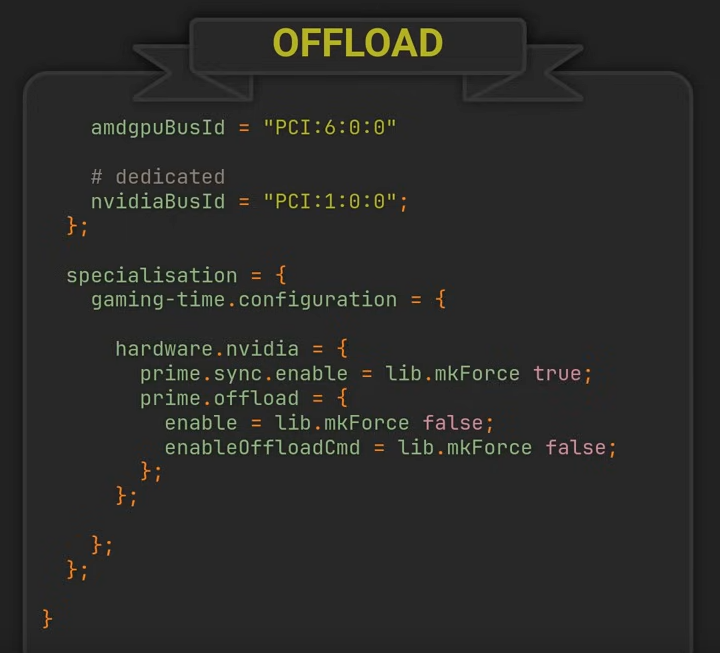 OFFLOAD
amdgpuBusId = "PCI:6:0:0"
# dedicated
nvidiaBusId = "PCI:1:0:0";
};
specialisation = {
gaming-time.configuration = {
hardware.nvidia = {
prime.sync.enable = lib.mkForce true;
prime.offload = {
enable = lib.mkForce false;
enableOffloadCmd = lib.mkForce false;
};
};
};
};
}